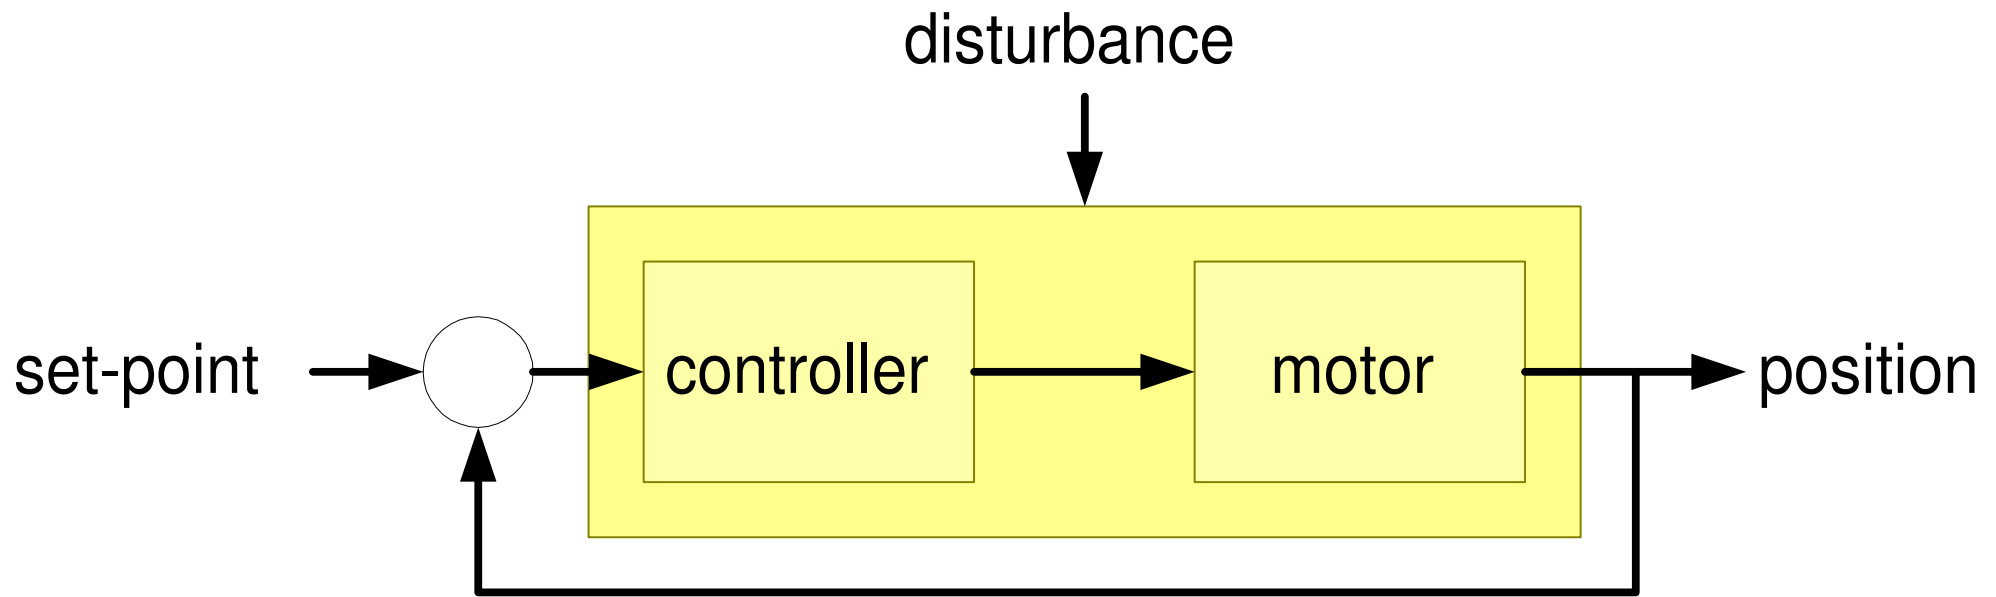 disturbance
set-point
controller
motor
position